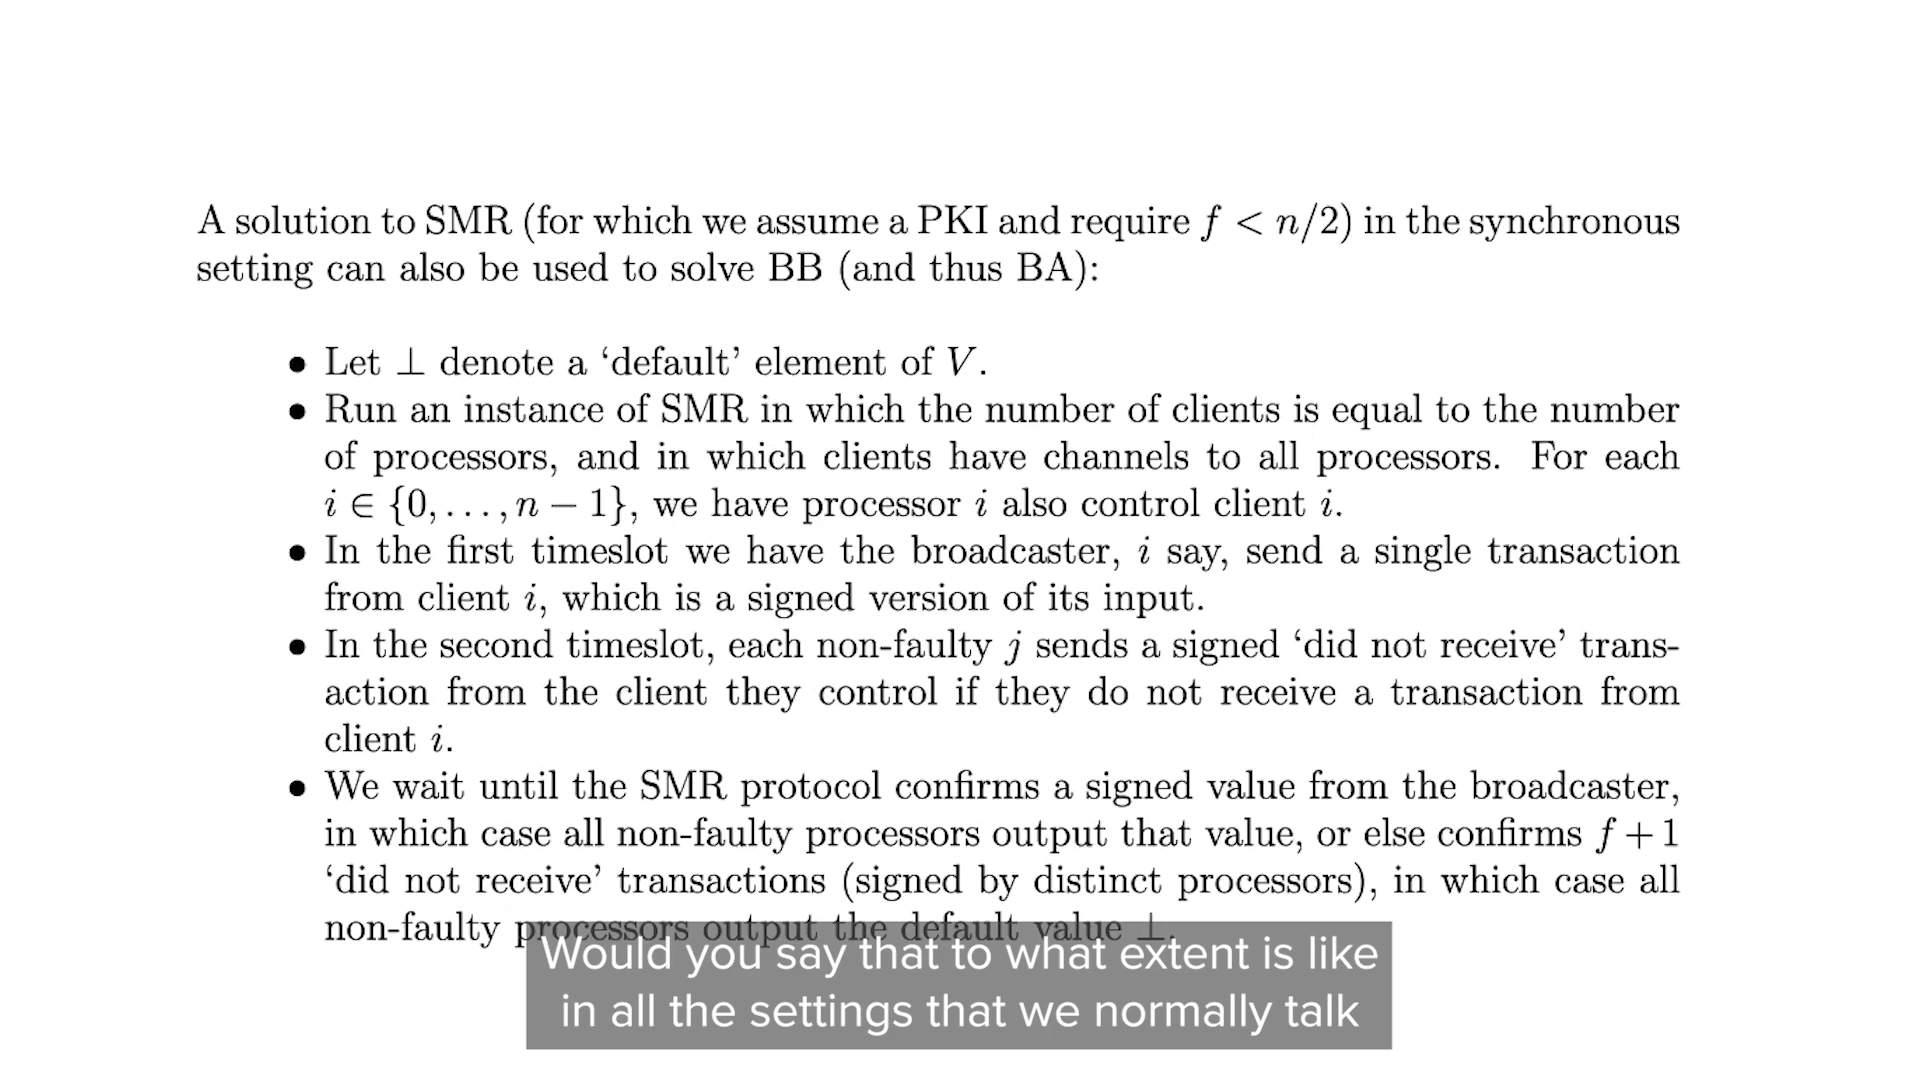 A solution to SMR (for which we assume a PKI and require f < n/2) in the synchronous
setting can also be used to solve BB (and thus BA):
• Let ⊥ denote a ‘default’ element of V.
• Run an instance of SMR in which the number of clients is equal to the number
of processors, and in which clients have channels to all processors. For each
i ∈ {0, . . . , n − 1}, we have processor i also control client i.
• In the first timeslot we have the broadcaster, i say, send a single transaction
from client i, which is a signed version of its input.
• In the second timeslot, each non-faulty j sends a signed ‘did not receive’ trans-
action from the client they control if they do not receive a transaction from
client i.
• We wait until the SMR protocol confirms a signed value from the broadcaster,
in which case all non-faulty processors output that value, or else confirms f + 1
‘did not receive’ transactions (signed by distinct processors), in which case all
non-faulty processors output the default value ⊥.
Would you say that to what extent is like
in all the settings that we normally talk